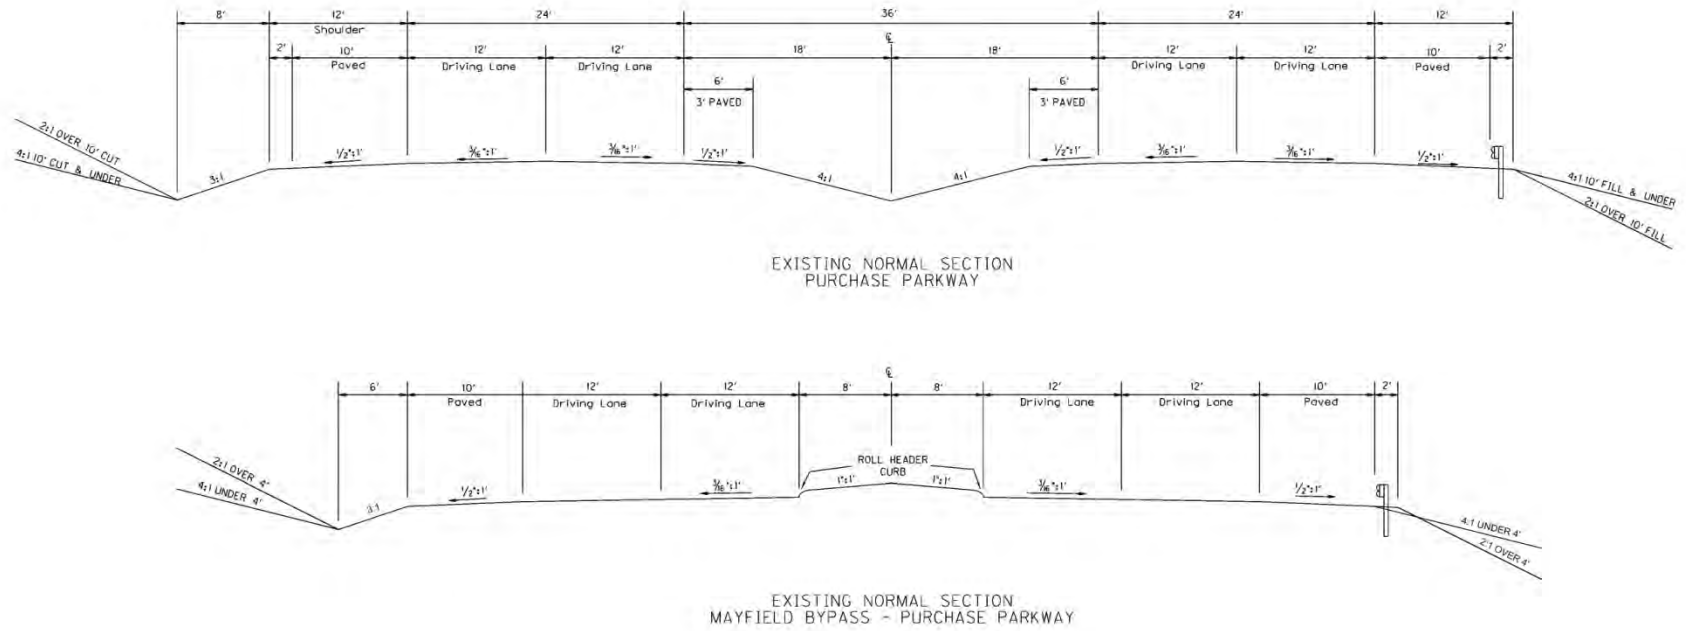 8' 12' 24' 36' 24' 12'
Shoulder
℄
2' 10' 12' 12' 18' 18' 12' 12' 10' 2'
Paved Driving Lane Driving Lane Driving Lane Driving Lane Paved
6' 6'
3' PAVED 3' PAVED
2:1 OVER 10' CUT
4:1 10' CUT & UNDER
3:1
1/2":1' 3/16":1' 3/16":1' 1/2":1' 1/2":1' 3/16":1' 3/16":1' 1/2":1'
4:1 4:1
4:1 10' FILL & UNDER
2:1 OVER 10' FILL
EXISTING NORMAL SECTION
PURCHASE PARKWAY
℄
6' 10' 12' 12' 8' 8' 12' 12' 10' 2'
Paved Driving Lane Driving Lane Driving Lane Driving Lane Paved
ROLL HEADER
CURB
2:1 OVER 4'
4:1 UNDER 4'
3:1
1/2":1' 3/16":1' 1":1' 1":1' 3/16":1' 1/2":1'
4:1 UNDER 4'
2:1 OVER 4'
EXISTING NORMAL SECTION
MAYFIELD BYPASS - PURCHASE PARKWAY